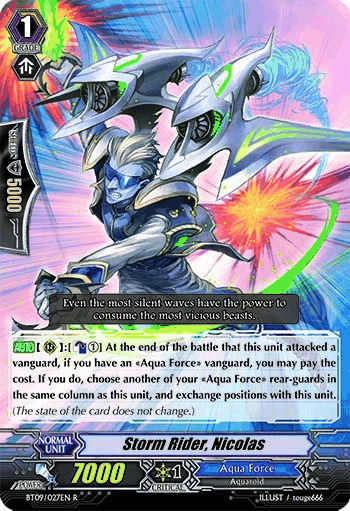 1
GRADE
SHIELD
5000
Even the most silent waves have the power to
consume the most vicious beasts.
AUTO [ ]:[ ①] At the end of the battle that this unit attacked a
vanguard, if you have an «Aqua Force» vanguard, you may pay the
cost. If you do, choose another of your «Aqua Force» rear-guards in
the same column as this unit, and exchange positions with this unit.
(The state of the card does not change.)
NORMAL
UNIT
Storm Rider, Nicolas
POWER
7000
1
CRITICAL
Aqua Force
Aquaroid
BT09/027EN R
ILLUST / touge666